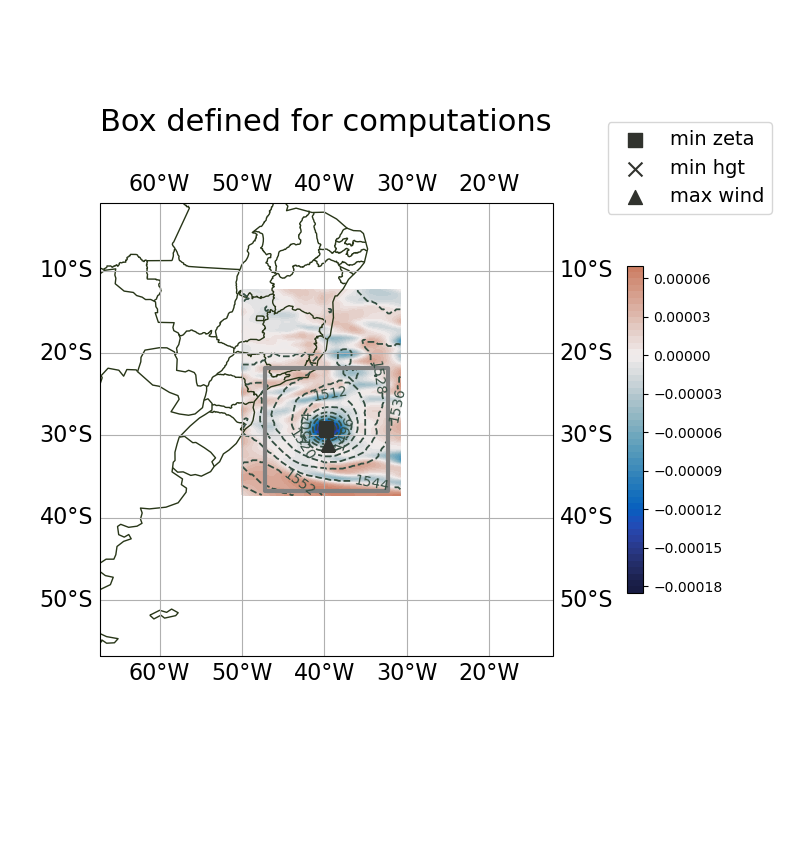 Box defined for computations
min zeta
min hgt
max wind
60°W 50°W 40°W 30°W 20°W
10°S 10°S
20°S 20°S
30°S 30°S
40°S 40°S
50°S 50°S
60°W 50°W 40°W 30°W 20°W
1512
1528
1536
1552
1544
0.00006
0.00003
0.00000
−0.00003
−0.00006
−0.00009
−0.00012
−0.00015
−0.00018